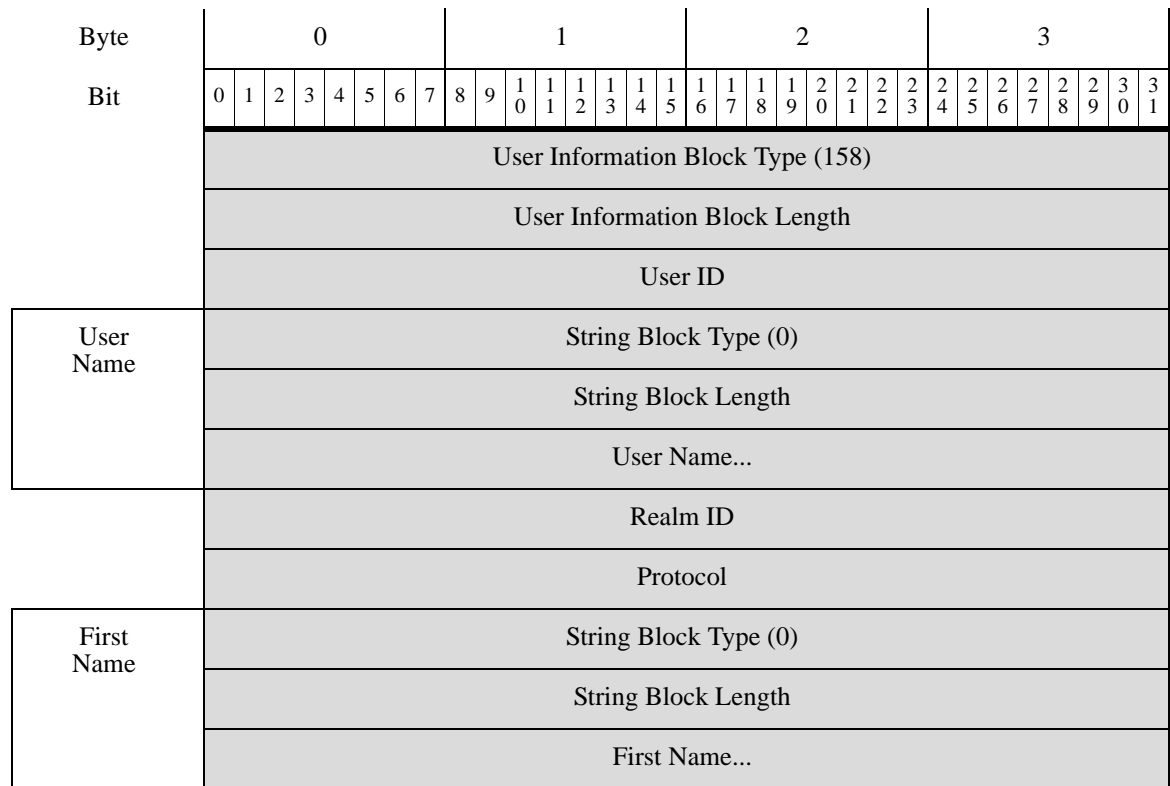 Byte 0 1 2 3
Bit 0 1 2 3 4 5 6 7 8 9 10 11 12 13 14 15 16 17 18 19 20 21 22 23 24 25 26 27 28 29 30 31
User Information Block Type (158)
User Information Block Length
User ID
User
Name
String Block Type (0)
String Block Length
User Name...
Realm ID
Protocol
First
Name
String Block Type (0)
String Block Length
First Name...